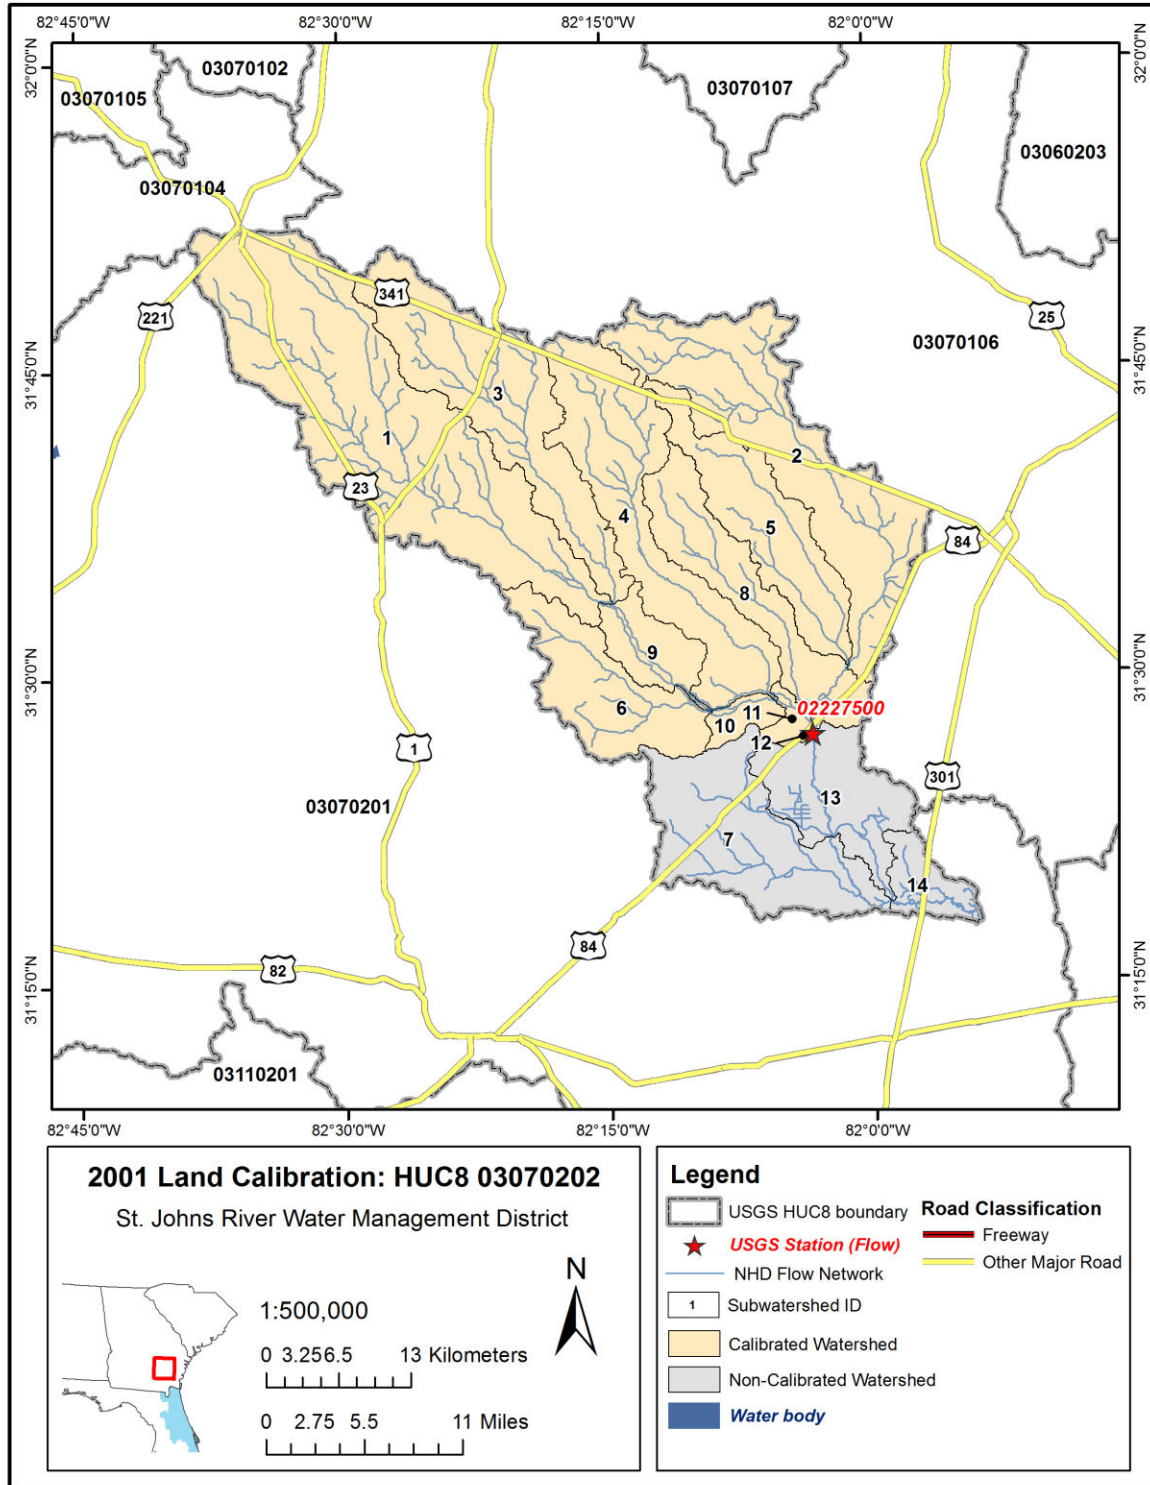 82°45'0"W 82°30'0"W 82°15'0"W 82°0'0"W
32°0'0"N
32°0'0"N
03070102
03070105
03070107
03060203
03070104
341
221
25
03070106
31°45'0"N
31°45'0"N
3
1
2
23
4
5
84
8
9
31°30'0"N
31°30'0"N
6
11
02227500
10
12
1
301
13
03070201
7
14
84
82
31°15'0"N
31°15'0"N
03110201
82°45'0"W 82°30'0"W 82°15'0"W 82°0'0"W
2001 Land Calibration: HUC8 03070202
St. Johns River Water Management District
N
1:500,000
0 3.25 6.5 13 Kilometers
0 2.75 5.5 11 Miles
Legend
USGS HUC8 boundary
USGS Station (Flow)
NHD Flow Network
1 Subwatershed ID
Calibrated Watershed
Non-Calibrated Watershed
Water body
Road Classification
Freeway
Other Major Road